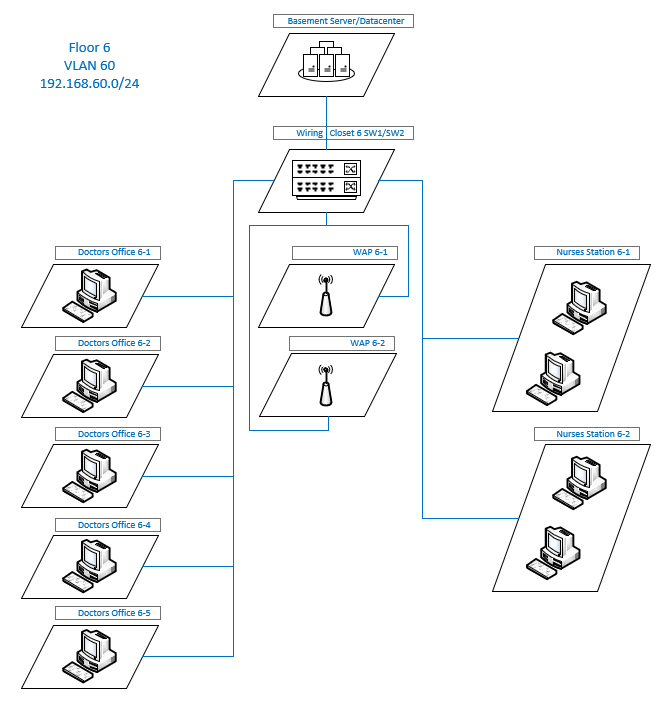 Basement Server/Datacenter
Floor 6
VLAN 60
192.168.60.0/24
Wiring Closet 6 SW1/SW2
Doctors Office 6-1
WAP 6-1
Nurses Station 6-1
Doctors Office 6-2
WAP 6-2
Doctors Office 6-3
Nurses Station 6-2
Doctors Office 6-4
Doctors Office 6-5